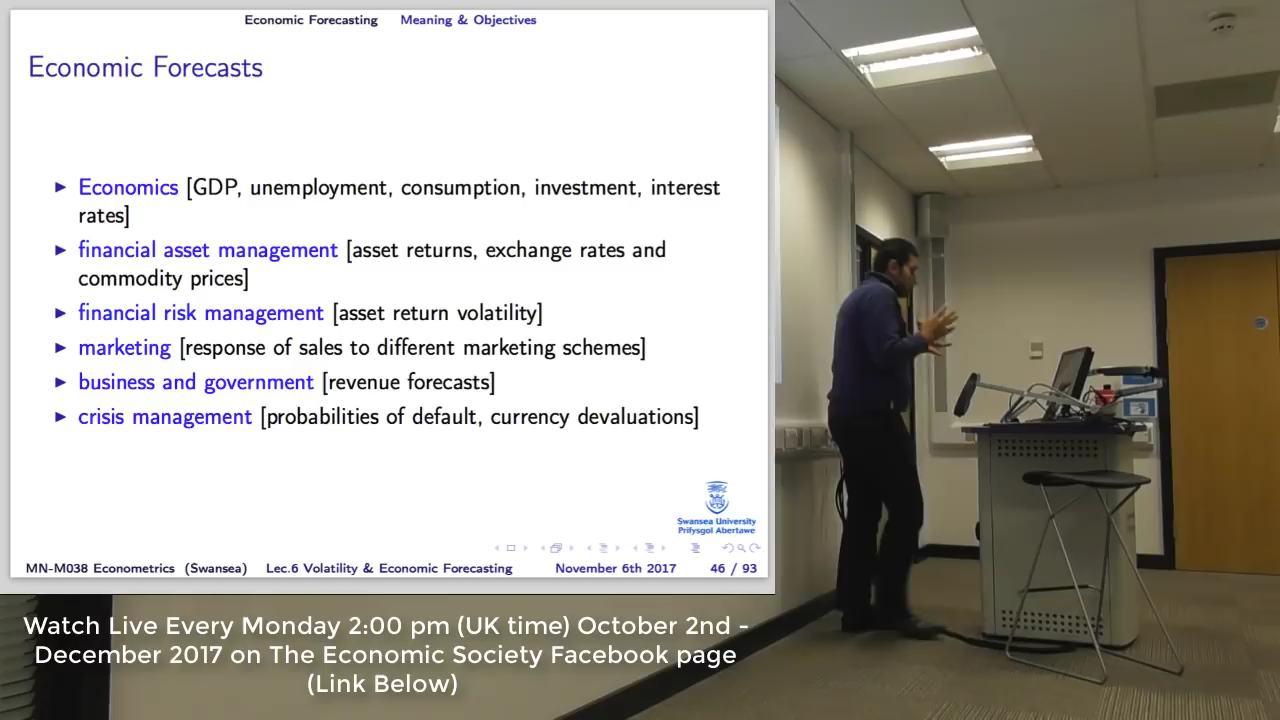 Economic Forecasting Meaning & Objectives
Economic Forecasts
Economics [GDP, unemployment, consumption, investment, interest
rates]
financial asset management [asset returns, exchange rates and
commodity prices]
financial risk management [asset return volatility]
marketing [response of sales to different marketing schemes]
business and government [revenue forecasts]
crisis management [probabilities of default, currency devaluations]
Swansea University
Prifysgol Abertawe
MN-M038 Econometrics (Swansea) Lec.6 Volatility & Economic Forecasting November 6th 2017 46 / 93
Watch Live Every Monday 2:00 pm (UK time) October 2nd -
December 2017 on The Economic Society Facebook page
(Link Below)